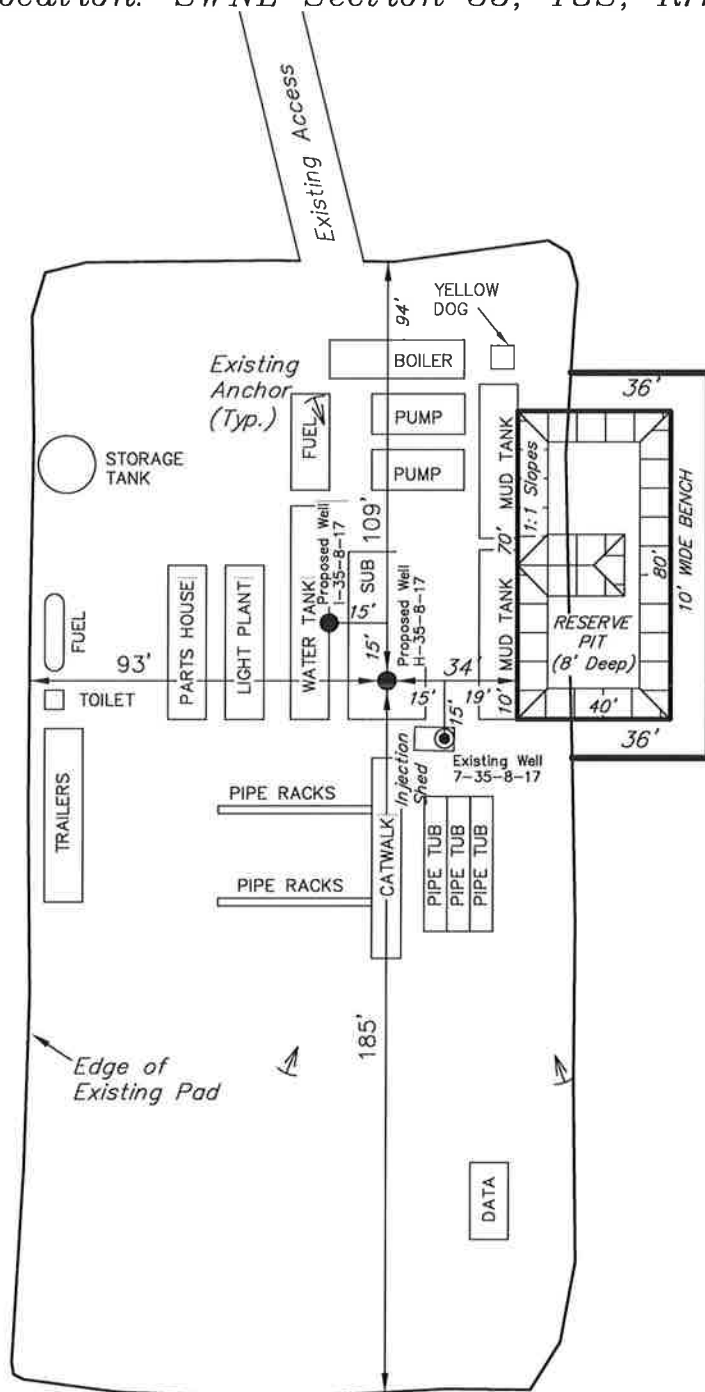 Existing Access
94'
YELLOW
DOG
Existing
Anchor
(Typ.)
BOILER
36'
FUEL
PUMP
MUD TANK
1:1 Slopes
STORAGE
TANK
PUMP
109'
70'
10' WIDE BENCH
80'
Proposed Well
I-35-8-17
SUB
PARTS HOUSE
LIGHT PLANT
WATER TANK
15'
15'
Proposed Well
H-35-8-17
MUD TANK
RESERVE
PIT
(8' Deep)
FUEL
93'
34'
TOILET
15'
19'
10'
40'
15'
36'
Injection
Shed
Existing Well
7-35-8-17
TRAILERS
PIPE RACKS
CATWALK
PIPE TUB
PIPE TUB
PIPE TUB
PIPE RACKS
185'
Edge of
Existing Pad
DATA